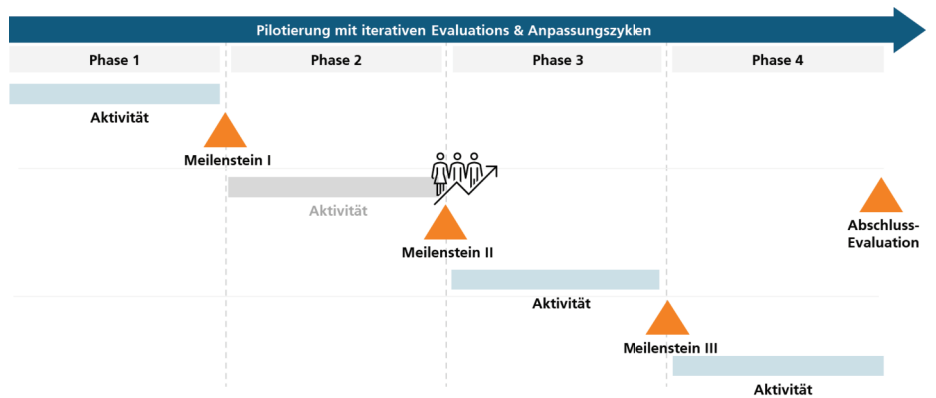 Pilotierung mit iterativen Evaluations & Anpassungszyklen
Phase 1
Phase 2
Phase 3
Phase 4
Aktivität
Meilenstein I
Aktivität
Meilenstein II
Abschluss-
Evaluation
Aktivität
Meilenstein III
Aktivität